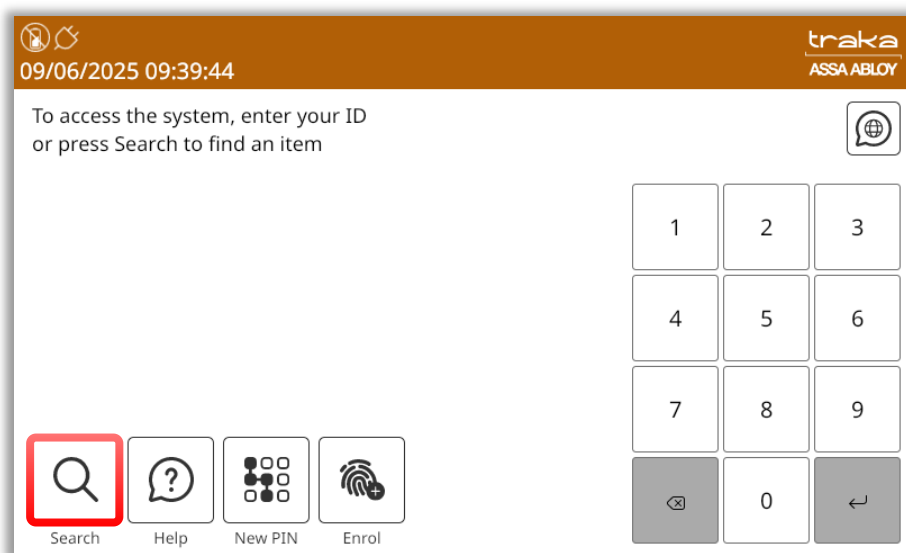 09/06/2025 09:39:44
traka
ASSA ABLOY
To access the system, enter your ID
or press Search to find an item
1 2 3
4 5 6
7 8 9
0
Search Help New PIN Enrol